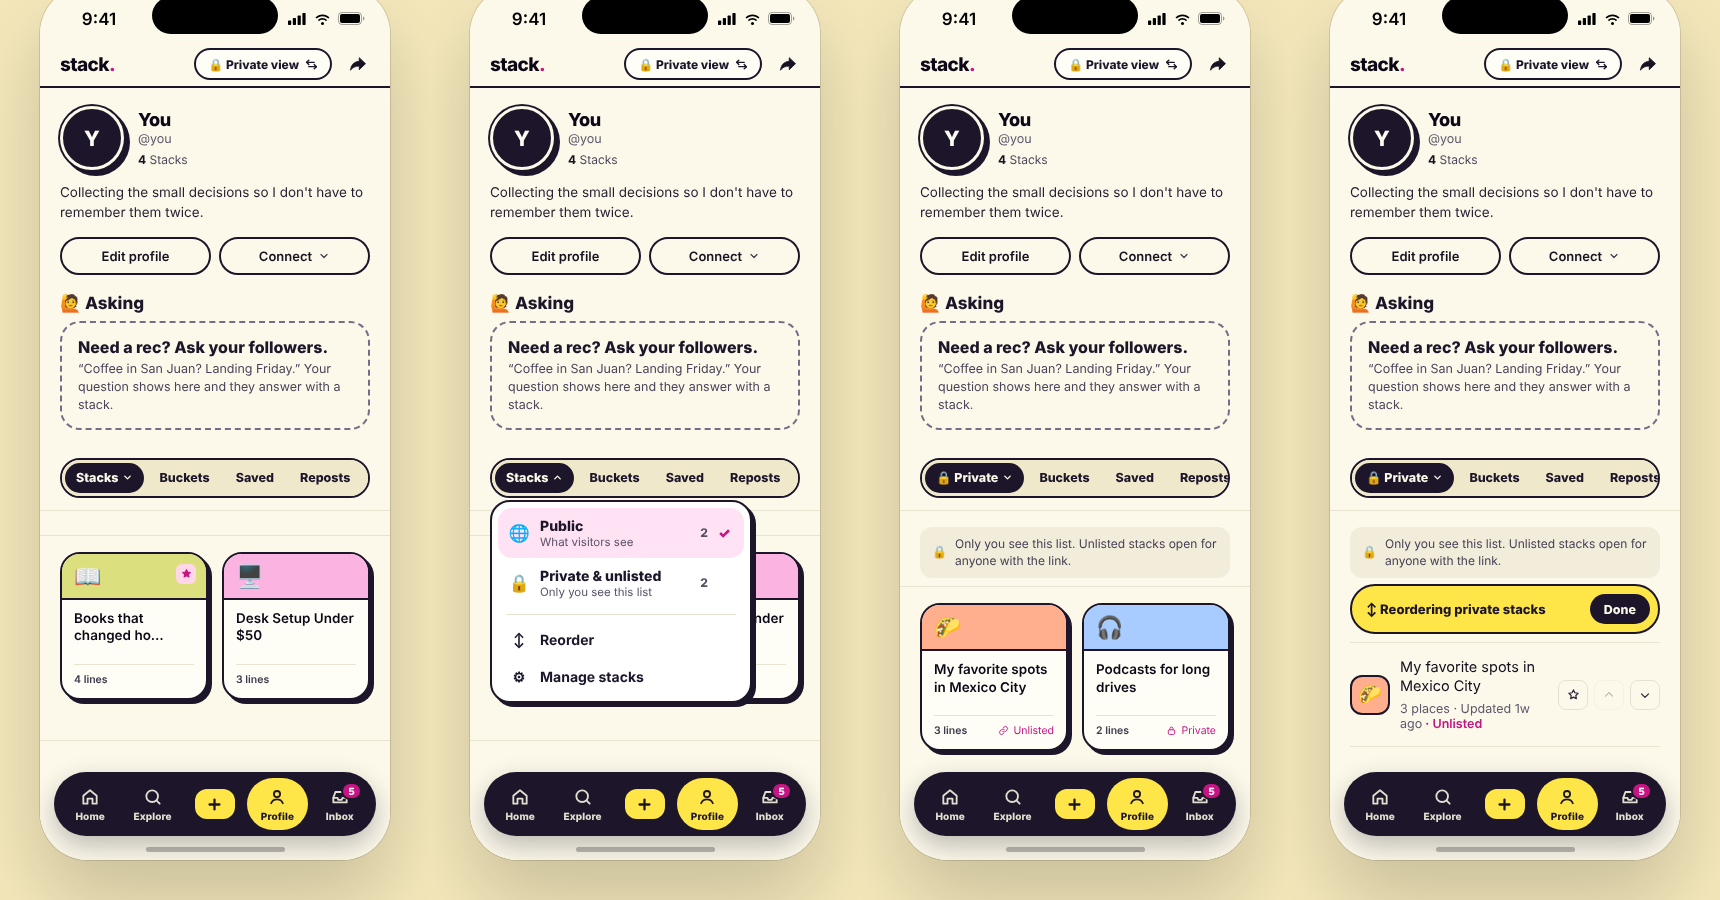 9:41
stack.
🔒 Private view
Y
You
@you
4 Stacks
Collecting the small decisions so I don't have to
remember them twice.
Edit profile
Connect
🙋 Asking
Need a rec? Ask your followers.
“Coffee in San Juan? Landing Friday.” Your
question shows here and they answer with a
stack.
Stacks
Buckets
Saved
Reposts
Books that
changed ho...
4 lines
Desk Setup Under
$50
3 lines
Home
Explore
Profile
5
Inbox
9:41
stack.
🔒 Private view
Y
You
@you
4 Stacks
Collecting the small decisions so I don't have to
remember them twice.
Edit profile
Connect
🙋 Asking
Need a rec? Ask your followers.
“Coffee in San Juan? Landing Friday.” Your
question shows here and they answer with a
stack.
Stacks
Buckets
Saved
Reposts
Public
What visitors see
2
Private & unlisted
Only you see this list
2
Reorder
Manage stacks
nder
Home
Explore
Profile
5
Inbox
9:41
stack.
🔒 Private view
Y
You
@you
4 Stacks
Collecting the small decisions so I don't have to
remember them twice.
Edit profile
Connect
🙋 Asking
Need a rec? Ask your followers.
“Coffee in San Juan? Landing Friday.” Your
question shows here and they answer with a
stack.
🔒 Private
Buckets
Saved
Reposts
Only you see this list. Unlisted stacks open for
anyone with the link.
My favorite spots
in Mexico City
3 lines
Unlisted
Podcasts for long
drives
2 lines
Private
Home
Explore
Profile
5
Inbox
9:41
stack.
🔒 Private view
Y
You
@you
4 Stacks
Collecting the small decisions so I don't have to
remember them twice.
Edit profile
Connect
🙋 Asking
Need a rec? Ask your followers.
“Coffee in San Juan? Landing Friday.” Your
question shows here and they answer with a
stack.
🔒 Private
Buckets
Saved
Reposts
Only you see this list. Unlisted stacks open for
anyone with the link.
Reordering private stacks
Done
My favorite spots in
Mexico City
3 places · Updated 1w
ago · Unlisted
Home
Explore
Profile
5
Inbox